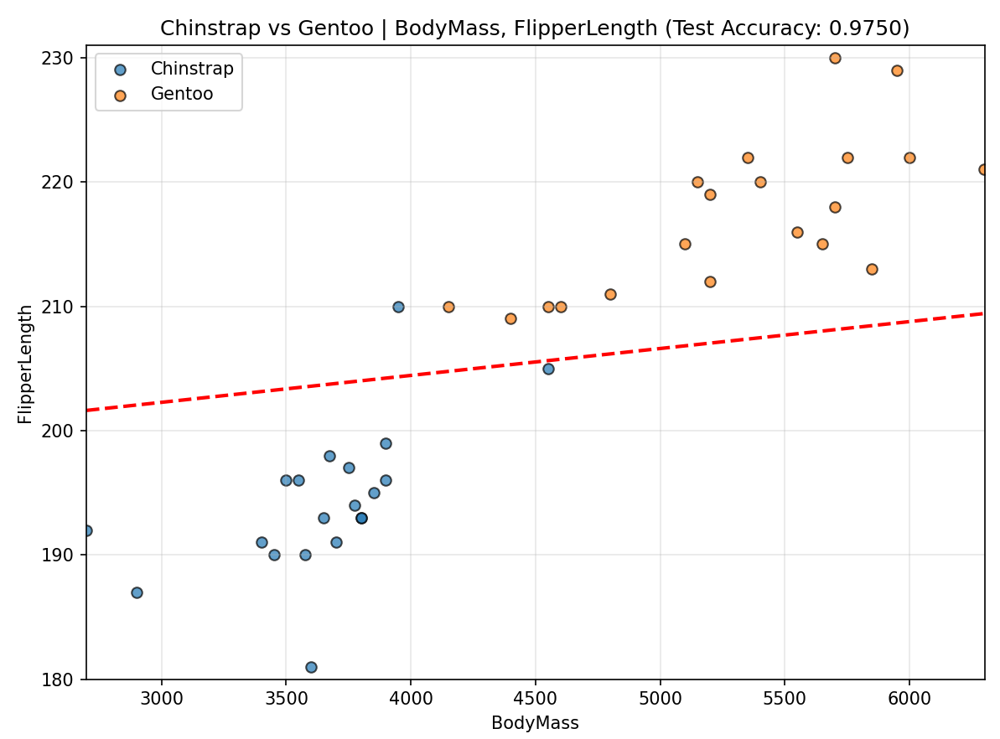 Chinstrap vs Gentoo | BodyMass, FlipperLength (Test Accuracy: 0.9750)
Chinstrap
Gentoo
FlipperLength
230
220
210
200
190
180
3000 3500 4000 4500 5000 5500 6000
BodyMass